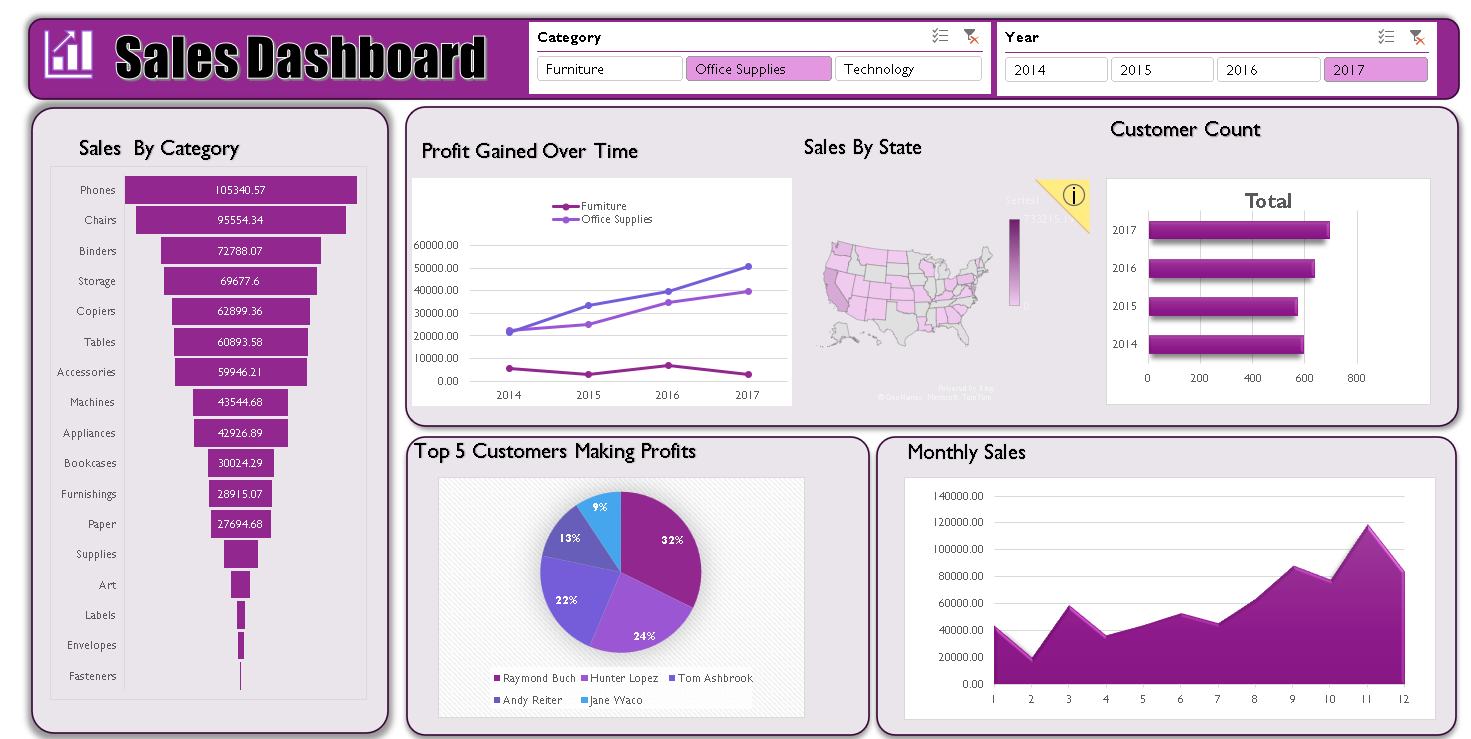 Sales Dashboard
Category
Furniture
Office Supplies
Technology
Year
2014
2015
2016
2017
Sales By Category
Phones 105340.57
Chairs 95554.34
Binders 72788.07
Storage 69677.6
Copiers 62899.36
Tables 60893.58
Accessories 59946.21
Machines 43544.68
Appliances 42926.89
Bookcases 30024.29
Furnishings 28915.07
Paper 27694.68
Supplies
Art
Labels
Envelopes
Fasteners
Profit Gained Over Time
Furniture
Office Supplies
60000.00
50000.00
40000.00
30000.00
20000.00
10000.00
0.00
2014 2015 2016 2017
Sales By State
Series1
0
Powered by Bing
© GeoNames, Microsoft, TomTom
Customer Count
Total
2017
2016
2015
2014
0 200 400 600 800
Top 5 Customers Making Profits
9%
32%
13%
22%
24%
Raymond Buch Hunter Lopez Tom Ashbrook
Andy Reiter Jane Waco
Monthly Sales
140000.00
120000.00
100000.00
80000.00
60000.00
40000.00
20000.00
0.00
1 2 3 4 5 6 7 8 9 10 11 12